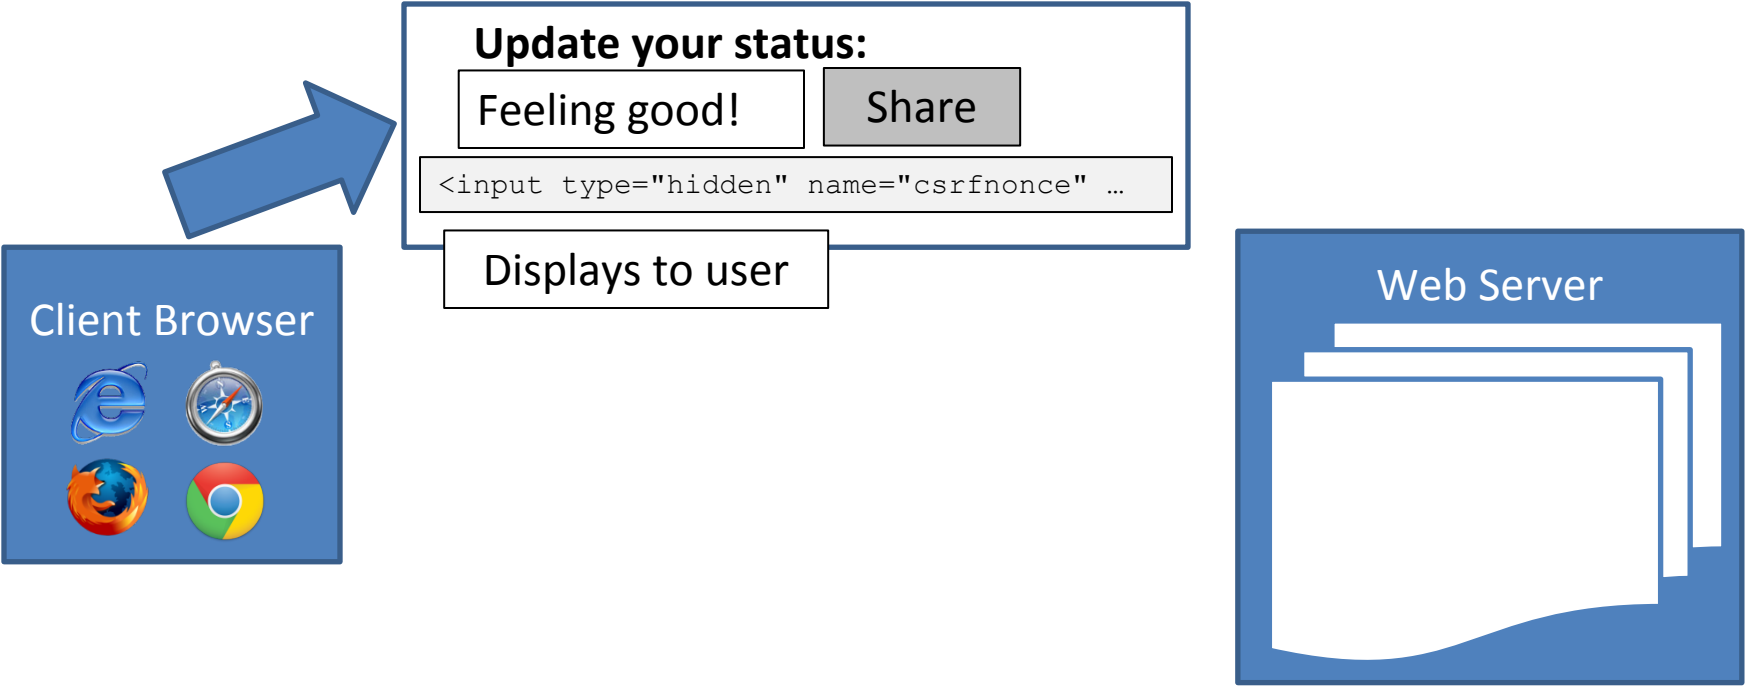 Update your status:
Feeling good!
Share
<input type="hidden" name="csrfnonce" …
Displays to user
Client Browser
Web Server